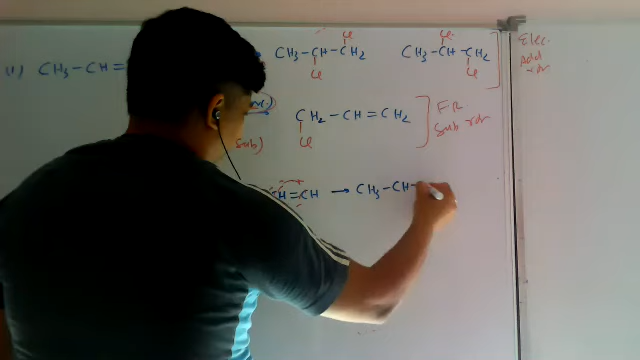 Cl Cl Elec.
(i) CH₃-CH= CH₃-CH-CH₂ CH₃-CH-CH₂ Add
Cl Cl rxn
CH₂-CH=CH₂ FR
Sub) Cl Sub rxn
H=CH → CH₃-CH-